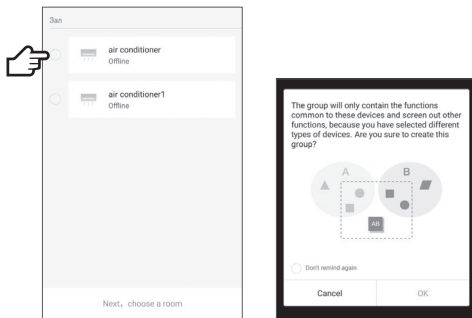 Зал
air conditioner
Offline
air conditioner1
Offline
Next, choose a room
The group will only contain the functions
common to these devices and screen out other
functions, because you have selected different
types of devices. Are you sure to create this
group?
A
B
AB
Don't remind again
Cancel
OK